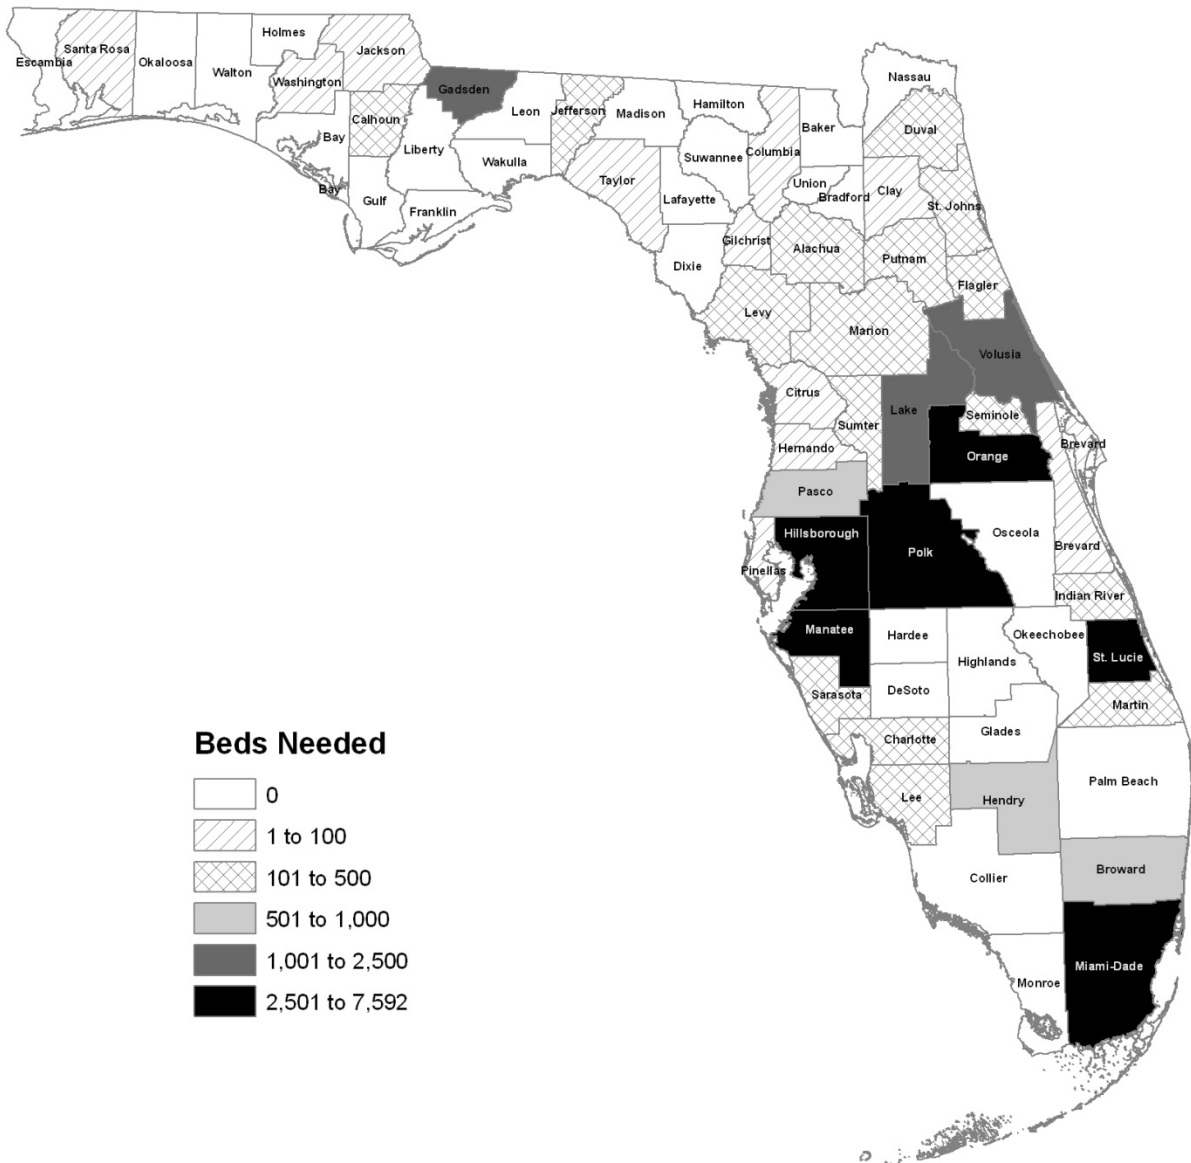 Holmes
Jackson
Santa Rosa
Escambia
Okaloosa
Walton
Washington
Gadsden
Nassau
Leon
Jefferson
Madison
Hamilton
Calhoun
Bay
Liberty
Baker
Duval
Wakulla
Suwannee
Columbia
Taylor
Union
Bradford
Clay
Bay
Gulf
Franklin
Lafayette
St. Johns
Gilchrist
Alachua
Putnam
Dixie
Flagler
Levy
Marion
Volusia
Citrus
Lake
Seminole
Sumter
Hernando
Orange
Brevard
Pasco
Hillsborough
Polk
Osceola
Brevard
Pinellas
Indian River
Manatee
Hardee
Okeechobee
St. Lucie
Highlands
Sarasota
DeSoto
Martin
Charlotte
Glades
Lee
Hendry
Palm Beach
Collier
Broward
Monroe
Miami-Dade
Beds Needed
0
1 to 100
101 to 500
501 to 1,000
1,001 to 2,500
2,501 to 7,592